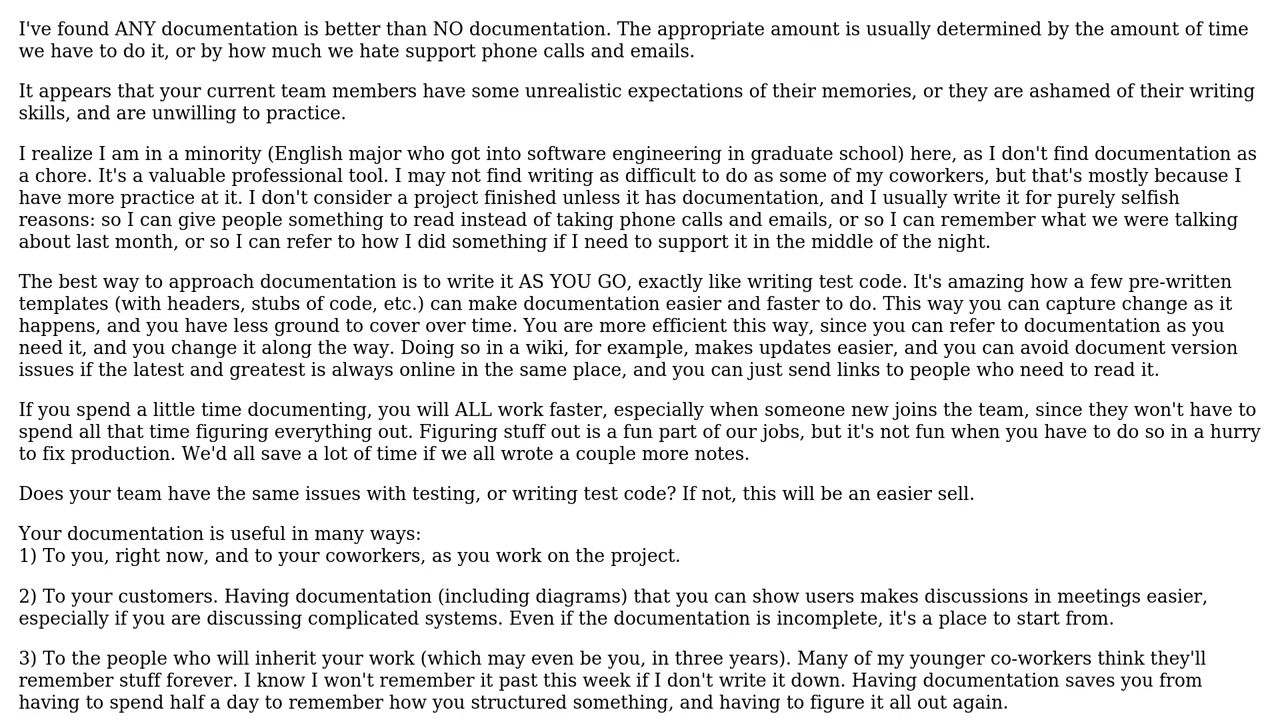 I've found ANY documentation is better than NO documentation. The appropriate amount is usually determined by the amount of time
we have to do it, or by how much we hate support phone calls and emails.
It appears that your current team members have some unrealistic expectations of their memories, or they are ashamed of their writing
skills, and are unwilling to practice.
I realize I am in a minority (English major who got into software engineering in graduate school) here, as I don't find documentation as
a chore. It's a valuable professional tool. I may not find writing as difficult to do as some of my coworkers, but that's mostly because I
have more practice at it. I don't consider a project finished unless it has documentation, and I usually write it for purely selfish
reasons: so I can give people something to read instead of taking phone calls and emails, or so I can remember what we were talking
about last month, or so I can refer to how I did something if I need to support it in the middle of the night.
The best way to approach documentation is to write it AS YOU GO, exactly like writing test code. It's amazing how a few pre-written
templates (with headers, stubs of code, etc.) can make documentation easier and faster to do. This way you can capture change as it
happens, and you have less ground to cover over time. You are more efficient this way, since you can refer to documentation as you
need it, and you change it along the way. Doing so in a wiki, for example, makes updates easier, and you can avoid document version
issues if the latest and greatest is always online in the same place, and you can just send links to people who need to read it.
If you spend a little time documenting, you will ALL work faster, especially when someone new joins the team, since they won't have to
spend all that time figuring everything out. Figuring stuff out is a fun part of our jobs, but it's not fun when you have to do so in a hurry
to fix production. We'd all save a lot of time if we all wrote a couple more notes.
Does your team have the same issues with testing, or writing test code? If not, this will be an easier sell.
Your documentation is useful in many ways:
1) To you, right now, and to your coworkers, as you work on the project.
2) To your customers. Having documentation (including diagrams) that you can show users makes discussions in meetings easier,
especially if you are discussing complicated systems. Even if the documentation is incomplete, it's a place to start from.
3) To the people who will inherit your work (which may even be you, in three years). Many of my younger co-workers think they'll
remember stuff forever. I know I won't remember it past this week if I don't write it down. Having documentation saves you from
having to spend half a day to remember how you structured something, and having to figure it all out again.